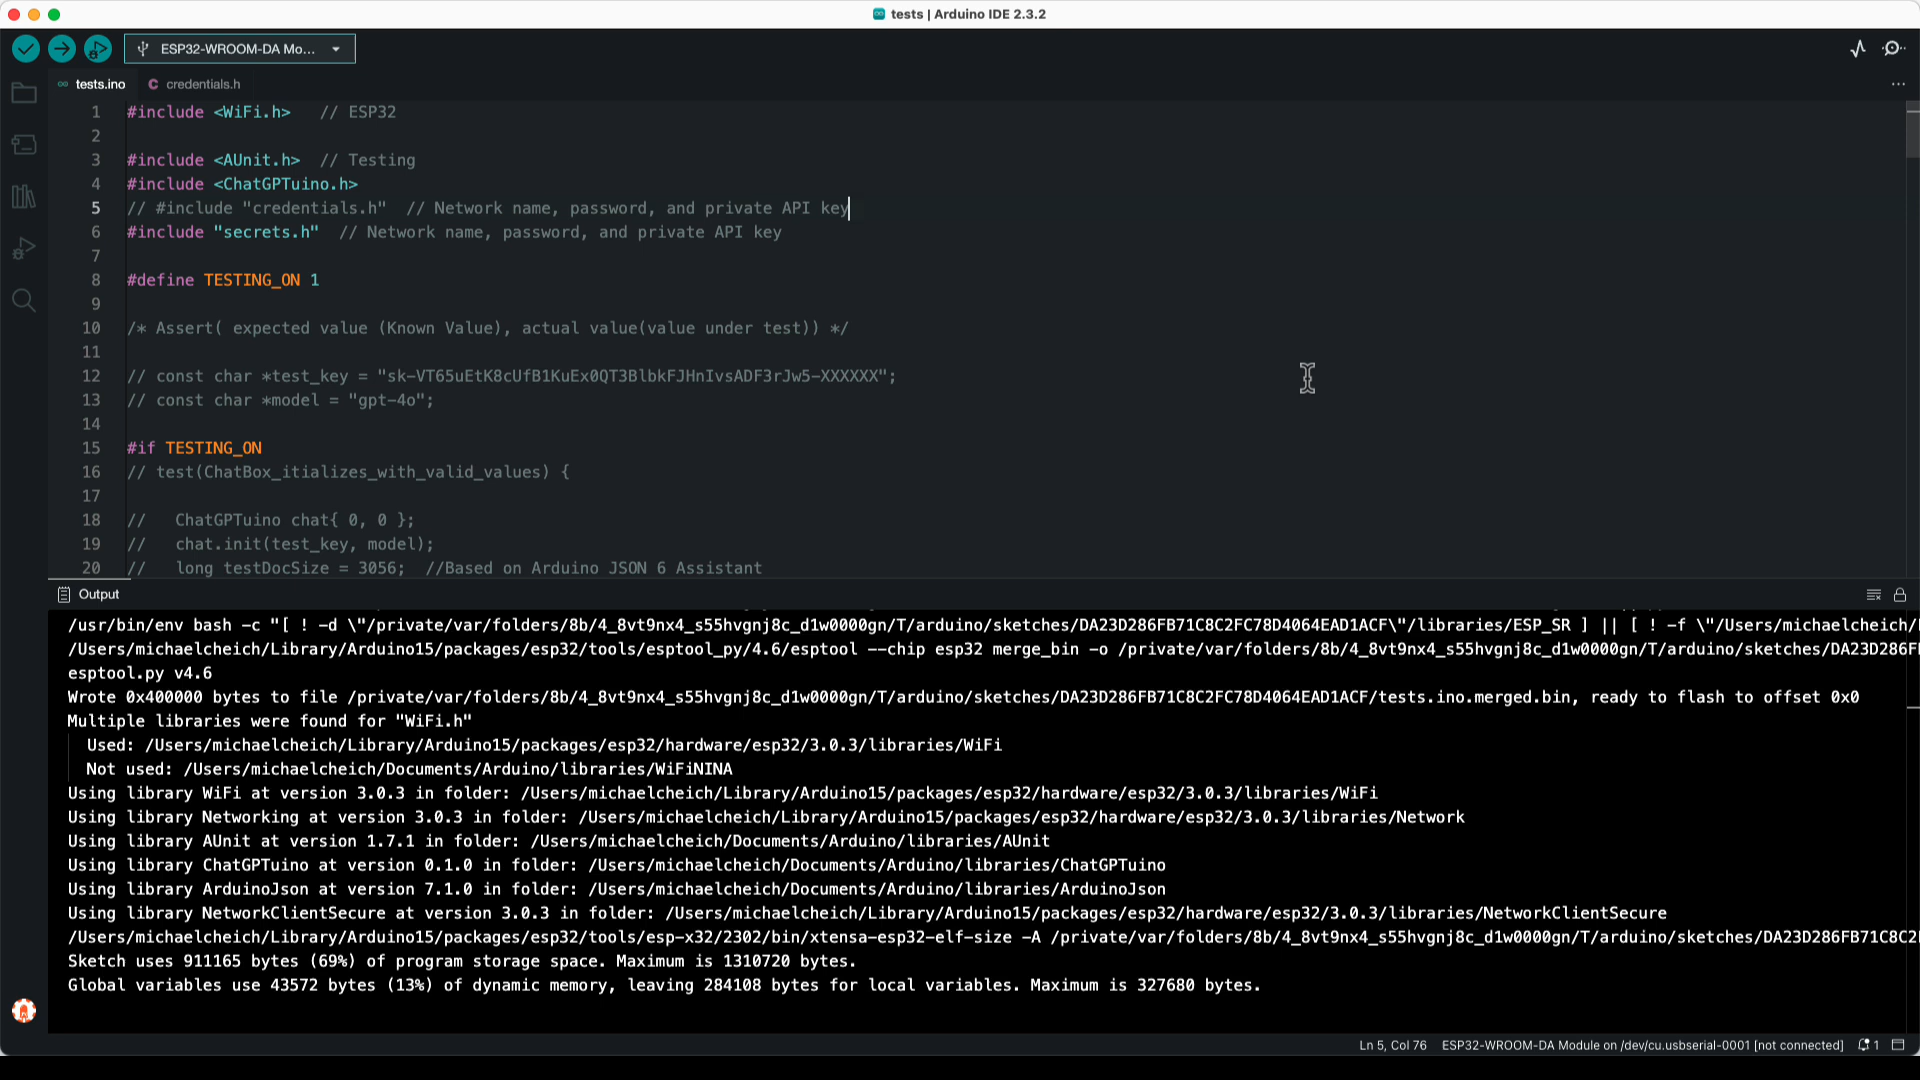 tests | Arduino IDE 2.3.2
ESP32-WROOM-DA Mo...
tests.ino
credentials.h
1 #include <WiFi.h>   // ESP32
2
3 #include <AUnit.h>  // Testing
4 #include <ChatGPTuino.h>
5 // #include "credentials.h"  // Network name, password, and private API key
6 #include "secrets.h"  // Network name, password, and private API key
7
8 #define TESTING_ON 1
9
10 /* Assert( expected value (Known Value), actual value(value under test)) */
11
12 // const char *test_key = "sk-VT65uEtK8cUfB1KuEx0QT3BlbkFJHnIvsADF3rJw5-XXXXXX";
13 // const char *model = "gpt-4o";
14
15 #if TESTING_ON
16 // test(ChatBox_itializes_with_valid_values) {
17
18 //   ChatGPTuino chat{ 0, 0 };
19 //   chat.init(test_key, model);
20 //   long testDocSize = 3056;  //Based on Arduino JSON 6 Assistant
Output
/usr/bin/env bash -c "[ ! -d \"/private/var/folders/8b/4_8vt9nx4_s55hvgnj8c_d1w0000gn/T/arduino/sketches/DA23D286FB71C8C2FC78D4064EAD1ACF\"/libraries/ESP_SR ] || [ ! -f \"/Users/michaelcheich/
/Users/michaelcheich/Library/Arduino15/packages/esp32/tools/esptool_py/4.6/esptool --chip esp32 merge_bin -o /private/var/folders/8b/4_8vt9nx4_s55hvgnj8c_d1w0000gn/T/arduino/sketches/DA23D286F
esptool.py v4.6
Wrote 0x400000 bytes to file /private/var/folders/8b/4_8vt9nx4_s55hvgnj8c_d1w0000gn/T/arduino/sketches/DA23D286FB71C8C2FC78D4064EAD1ACF/tests.ino.merged.bin, ready to flash to offset 0x0
Multiple libraries were found for "WiFi.h"
Used: /Users/michaelcheich/Library/Arduino15/packages/esp32/hardware/esp32/3.0.3/libraries/WiFi
Not used: /Users/michaelcheich/Documents/Arduino/libraries/WiFiNINA
Using library WiFi at version 3.0.3 in folder: /Users/michaelcheich/Library/Arduino15/packages/esp32/hardware/esp32/3.0.3/libraries/WiFi
Using library Networking at version 3.0.3 in folder: /Users/michaelcheich/Library/Arduino15/packages/esp32/hardware/esp32/3.0.3/libraries/Network
Using library AUnit at version 1.7.1 in folder: /Users/michaelcheich/Documents/Arduino/libraries/AUnit
Using library ChatGPTuino at version 0.1.0 in folder: /Users/michaelcheich/Documents/Arduino/libraries/ChatGPTuino
Using library ArduinoJson at version 7.1.0 in folder: /Users/michaelcheich/Documents/Arduino/libraries/ArduinoJson
Using library NetworkClientSecure at version 3.0.3 in folder: /Users/michaelcheich/Library/Arduino15/packages/esp32/hardware/esp32/3.0.3/libraries/NetworkClientSecure
/Users/michaelcheich/Library/Arduino15/packages/esp32/tools/esp-x32/2302/bin/xtensa-esp32-elf-size -A /private/var/folders/8b/4_8vt9nx4_s55hvgnj8c_d1w0000gn/T/arduino/sketches/DA23D286FB71C8C2
Sketch uses 911165 bytes (69%) of program storage space. Maximum is 1310720 bytes.
Global variables use 43572 bytes (13%) of dynamic memory, leaving 284108 bytes for local variables. Maximum is 327680 bytes.
Ln 5, Col 76   ESP32-WROOM-DA Module on /dev/cu.usbserial-0001 [not connected]   1